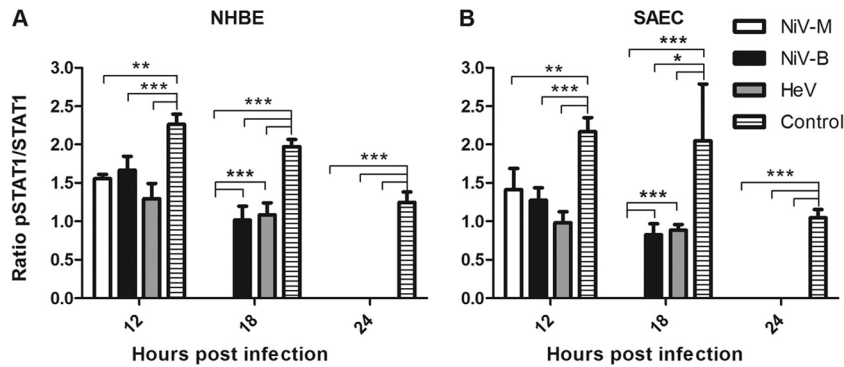 A
NHBE
Ratio pSTAT1/STAT1
3.0
2.5
2.0
1.5
1.0
0.5
0.0
**
***
***
***
***
12
18
24
Hours post infection
B
SAEC
3.0
2.5
2.0
1.5
1.0
0.5
0.0
**
***
***
*
***
***
12
18
24
Hours post infection
NiV-M
NiV-B
HeV
Control